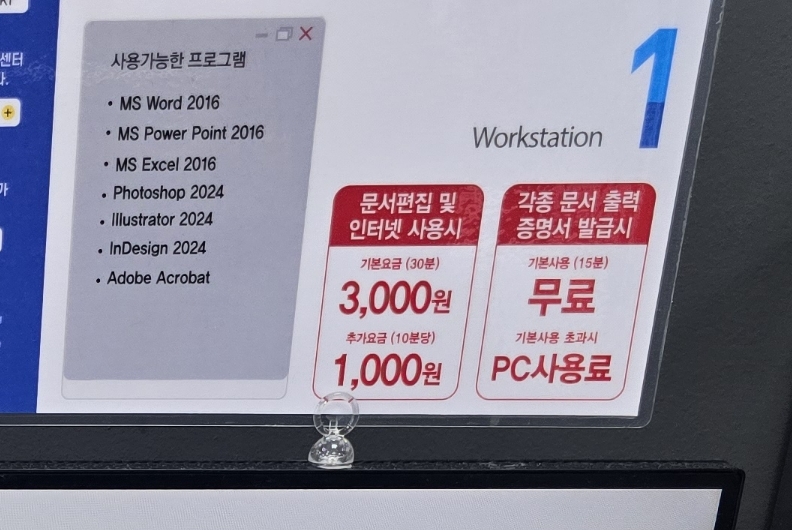 센터
사용가능한 프로그램
• MS Word 2016
• MS Power Point 2016
• MS Excel 2016
• Photoshop 2024
• Illustrator 2024
• InDesign 2024
• Adobe Acrobat
Workstation 1
문서편집 및
인터넷 사용시
기본요금 (30분)
3,000원
추가요금 (10분당)
1,000원
각종 문서 출력
증명서 발급시
기본사용 (15분)
무료
기본사용 초과시
PC사용료